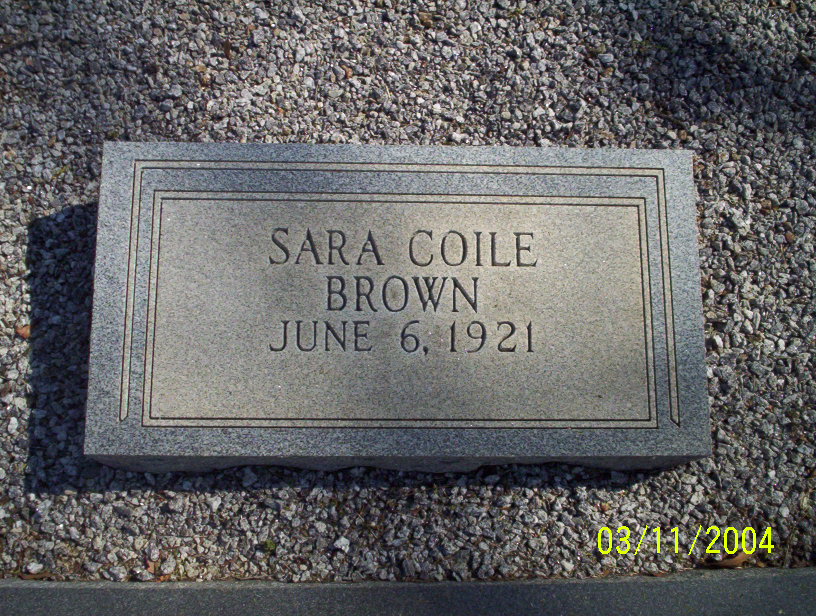 SARA COILE
BROWN
JUNE 6, 1921
03/11/2004